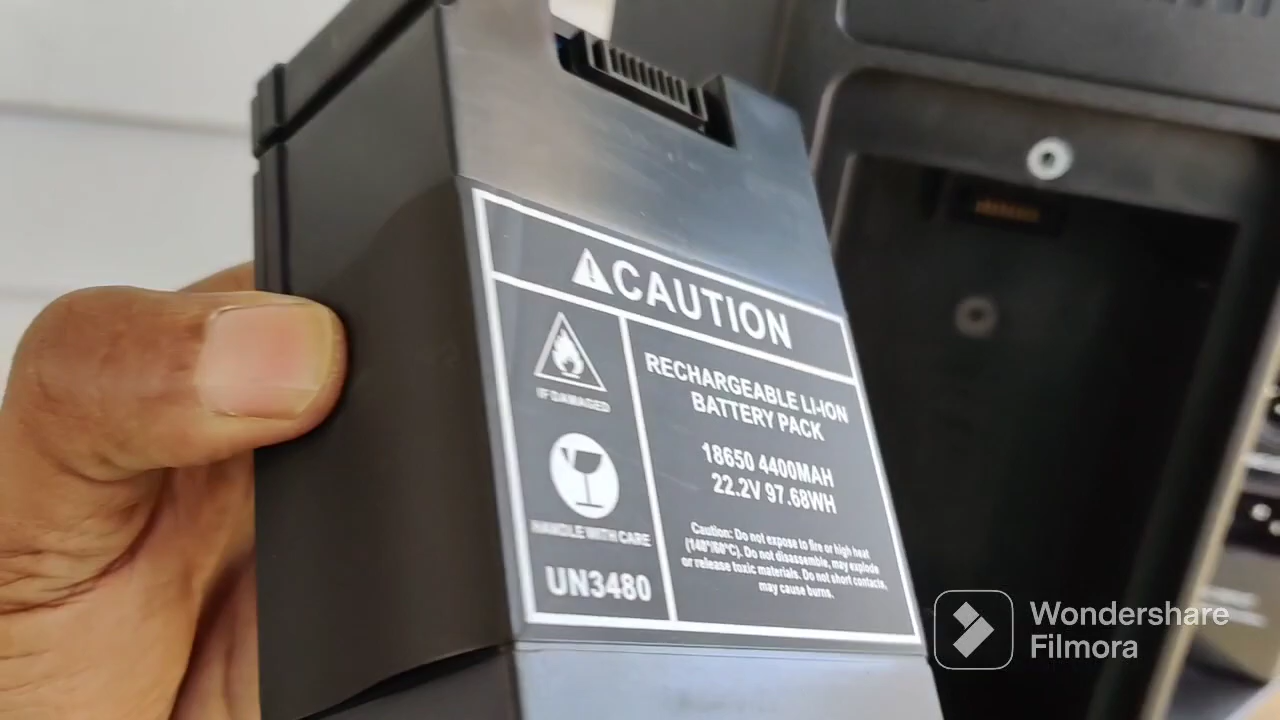 CAUTION
IF DAMAGED
HANDLE WITH CARE
UN3480
RECHARGEABLE LI-ION
BATTERY PACK
18650 4400MAH
22.2V 97.68WH
Caution: Do not expose to fire or high heat
(140°/60°C). Do not disassemble, may explode
or release toxic materials. Do not short contacts,
may cause burns.
Wondershare
Filmora